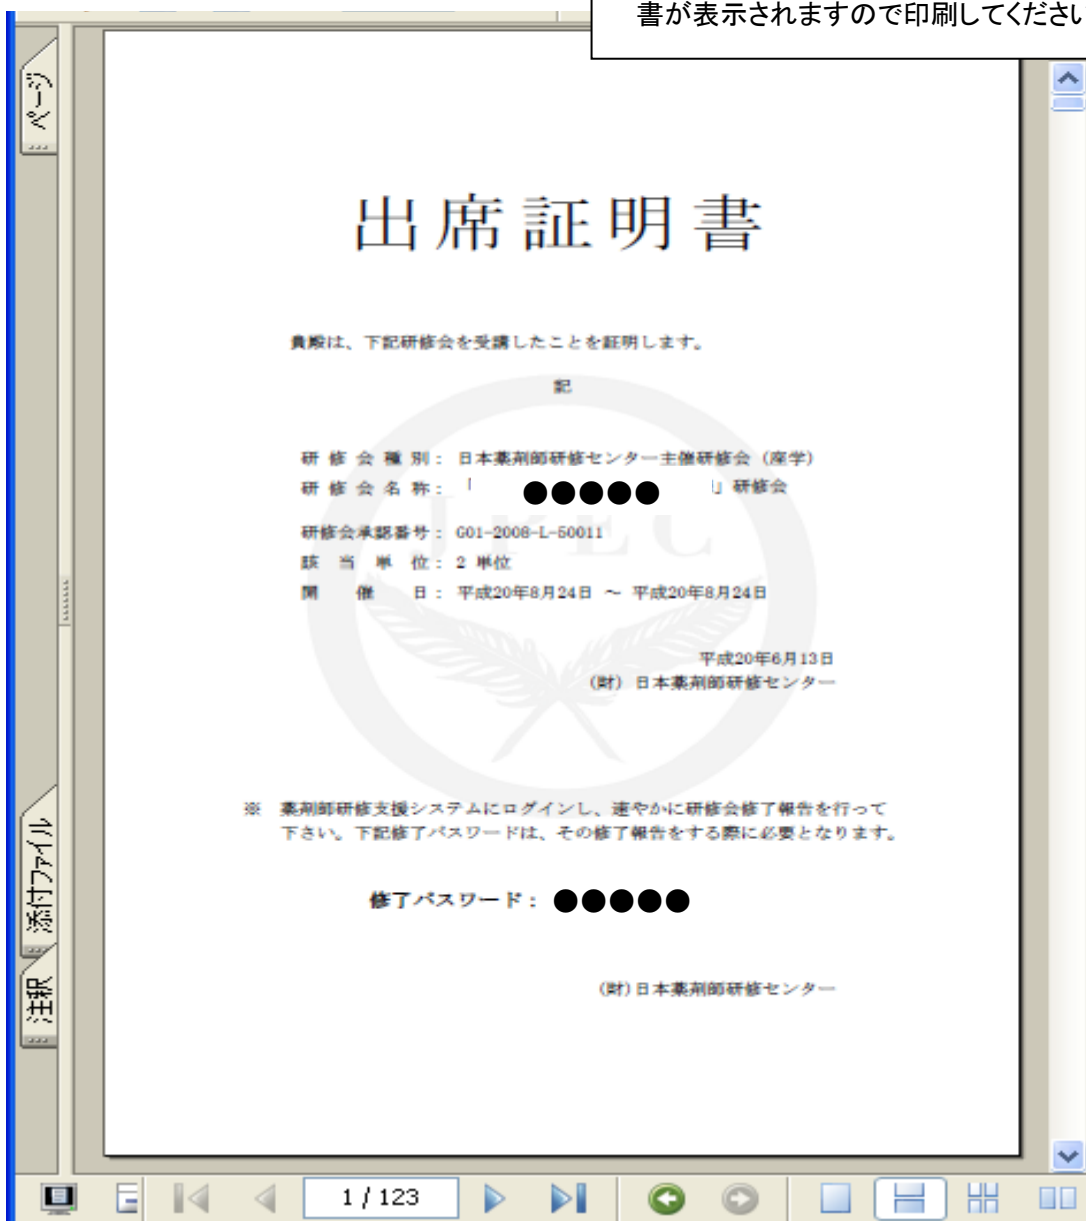 書が表示されますので印刷してください
ページ
出席証明書
貴殿は、下記研修会を受講したことを証明します。
記
研修会種別: 日本薬剤師研修センター主催研修会（座学）
研修会名称: 「●●●●●」研修会
研修会承認番号: G01-2008-L-50011
該当単位: 2 単位
開催日: 平成20年8月24日 ～ 平成20年8月24日
JPEC
平成20年6月13日
(財) 日本薬剤師研修センター
※ 薬剤師研修支援システムにログインし、速やかに研修会修了報告を行って
下さい。下記修了パスワードは、その修了報告をする際に必要となります。
修了パスワード: ●●●●●
(財)日本薬剤師研修センター
添付ファイル
注釈
1 / 123